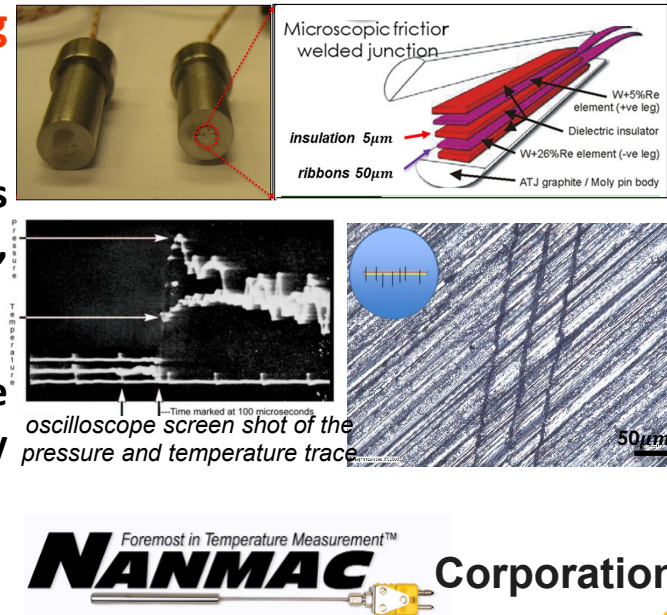 g
Microscopic friction
welded junction
W+5%Re
element (+ve leg)
Dielectric insulator
W+26%Re element (-ve leg)
ATJ graphite / Moly pin body
insulation 5μm
ribbons 50μm
s
,
e
y
Pressure
Temperature
---Time marked at 100 microseconds
oscilloscope screen shot of the
pressure and temperature trace
50μm
Foremost in Temperature Measurement™
NANMAC
Corporation